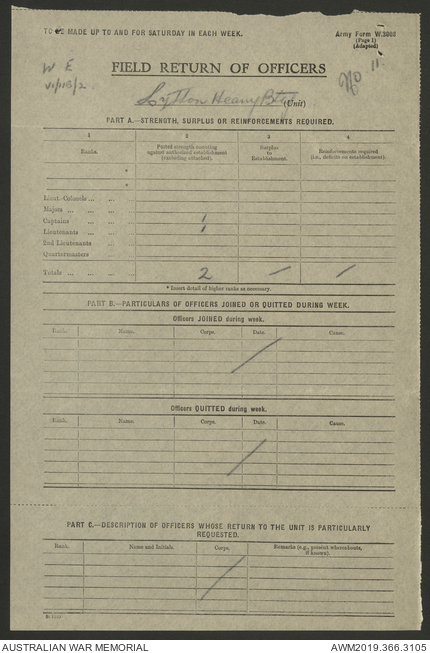 TO BE MADE UP TO AND FOR SATURDAY IN EACH WEEK.
Army Form W.3008
(Page 1)
(Adapted)
W E
No 11.
FIELD RETURN OF OFFICERS
Lytton Heavy Bty (Unit)
PART A.—STRENGTH, SURPLUS OR REINFORCEMENTS REQUIRED.
1 2 3 4
Ranks. Posted strength counting against authorized establishment (excluding attached). Surplus to Establishment. Reinforcements required (i.e., deficits on establishment).
*
*
Lieut.-Colonels ... ...
Majors ... ... ...
Captains ... ... 1
Lieutenants ... ... 1
2nd Lieutenants ...
Quartermasters ...
Totals ... ... ... 2 — /
* Insert detail of higher ranks as necessary.
PART B.—PARTICULARS OF OFFICERS JOINED OR QUITTED DURING WEEK.
Officers JOINED during week.
Rank. Name. Corps. Date. Cause.
/
Officers QUITTED during week.
Rank. Name. Corps. Date. Cause.
/
PART C.—DESCRIPTION OF OFFICERS WHOSE RETURN TO THE UNIT IS PARTICULARLY
REQUESTED.
Rank. Name and Initials. Corps. Remarks (e.g., present whereabouts, if known).
/
AUSTRALIAN WAR MEMORIAL AWM2019.366.3105